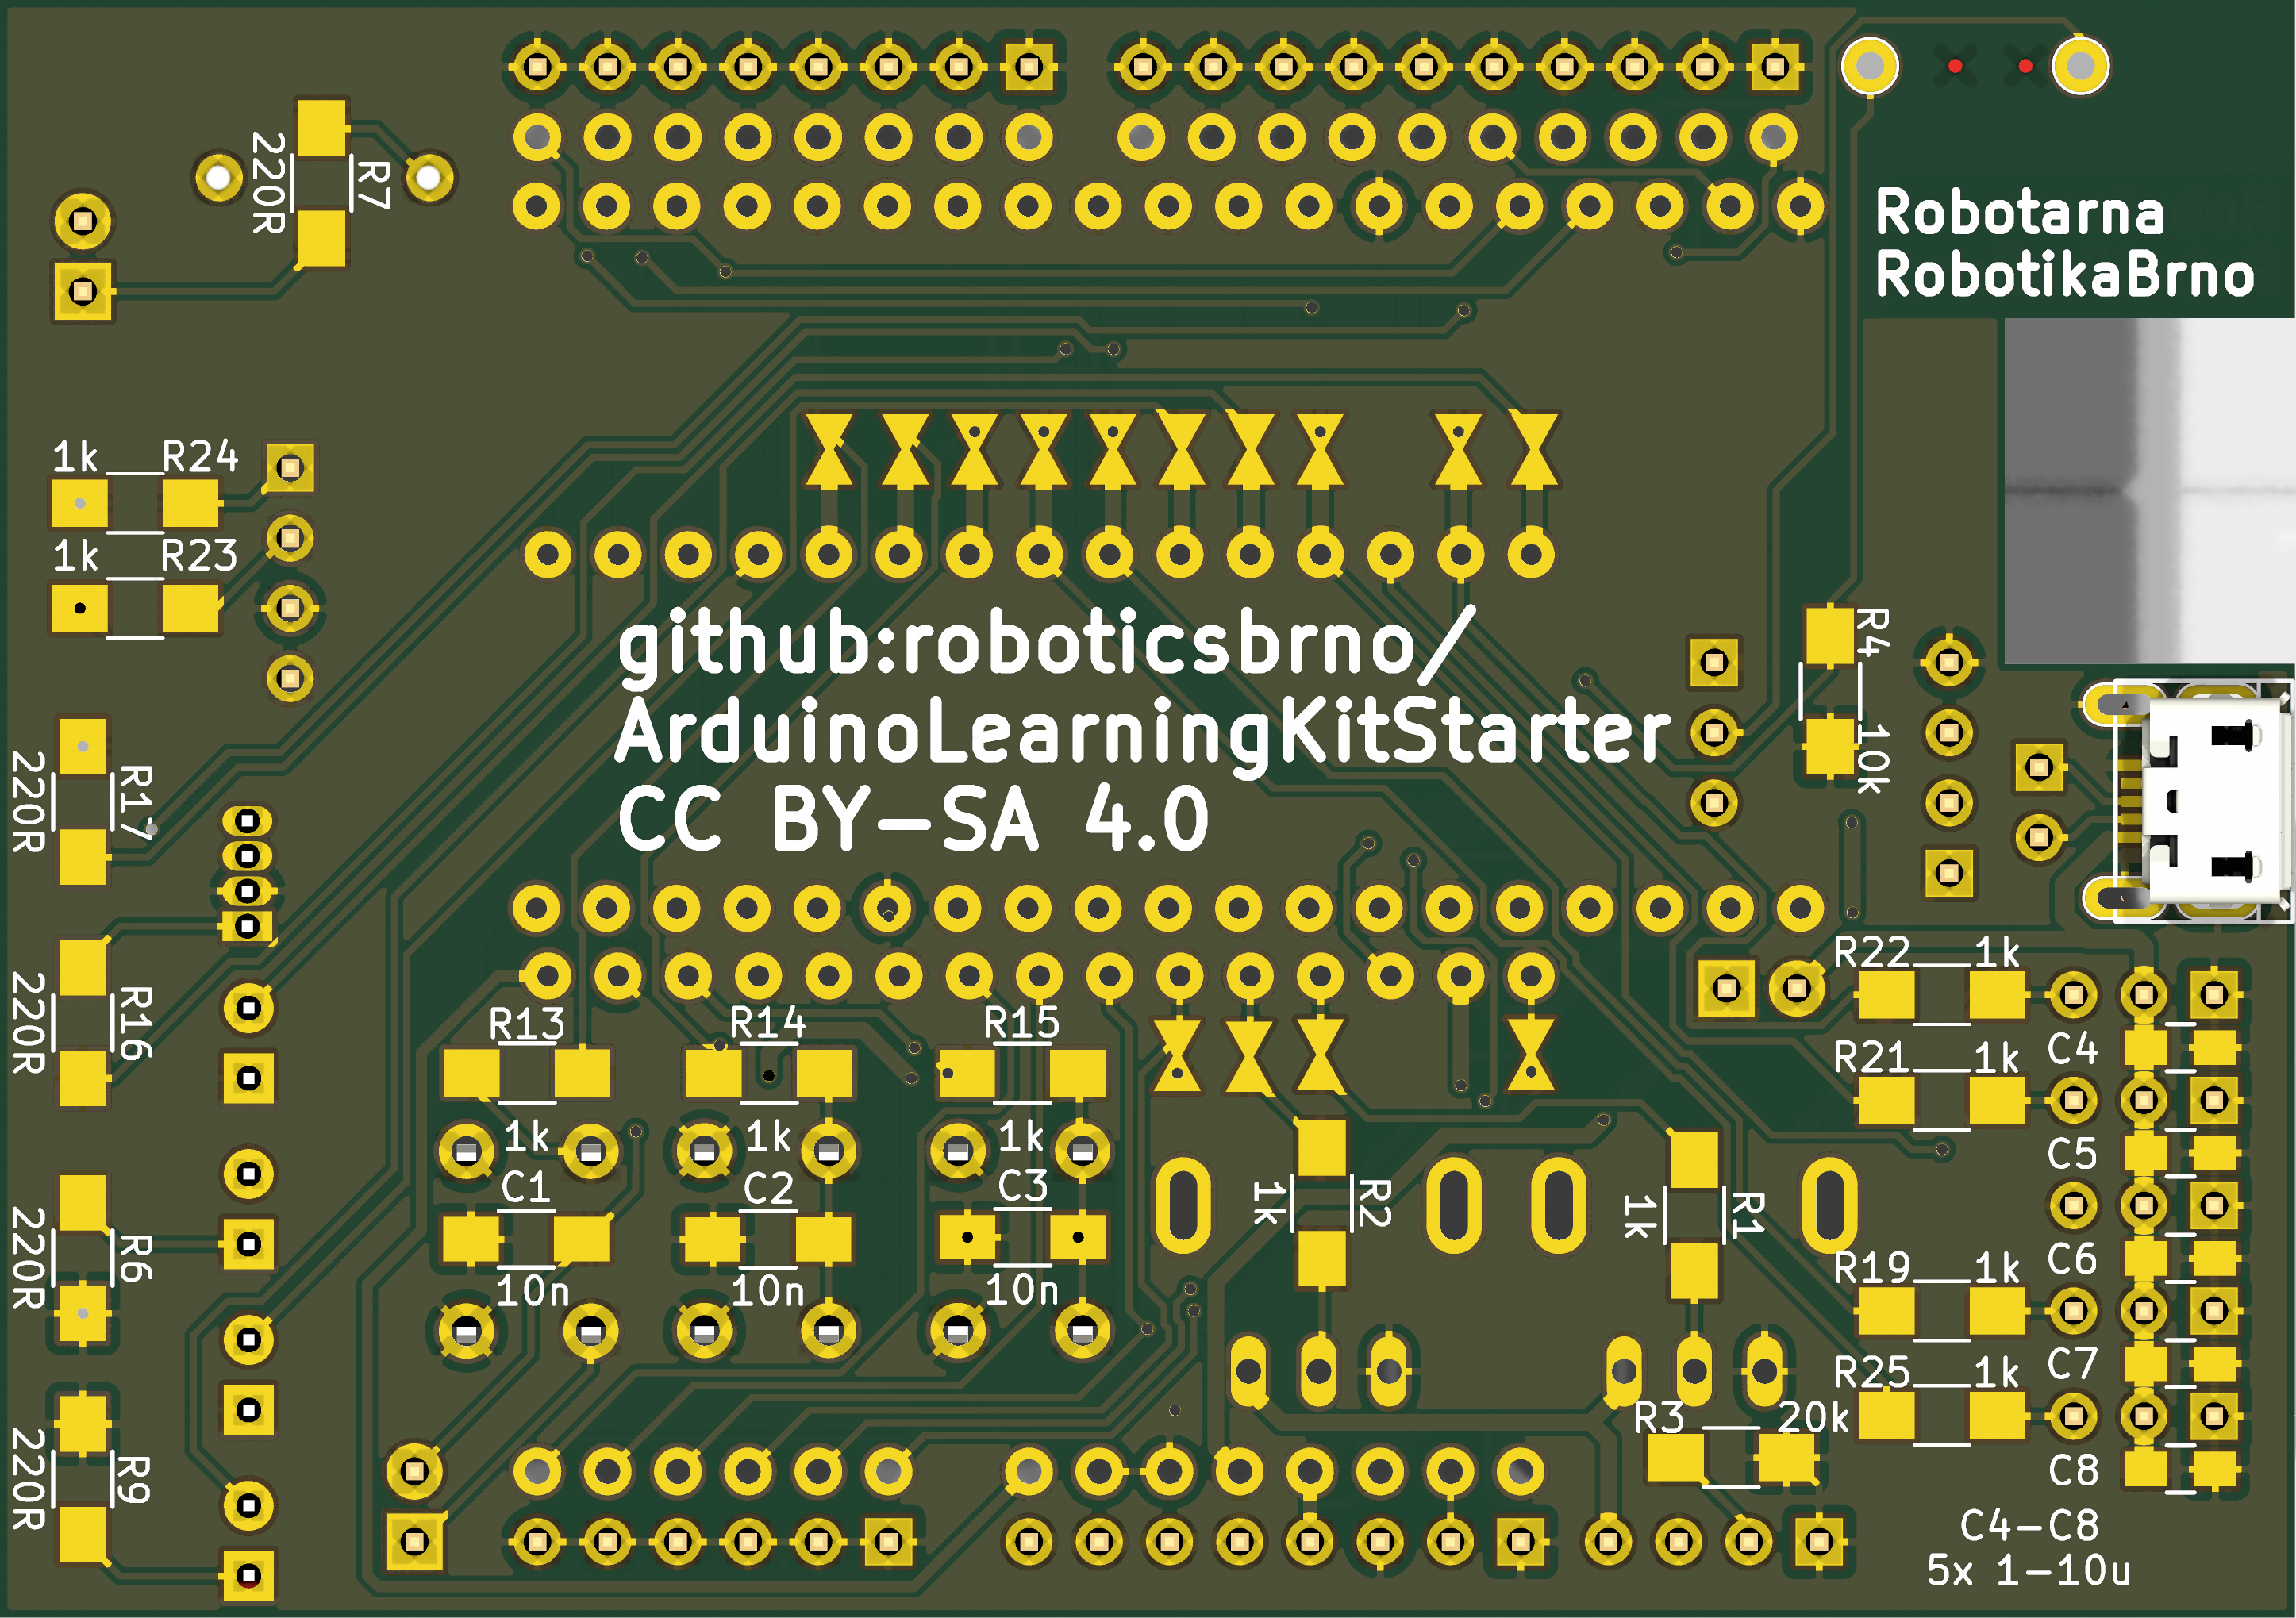 220R
R7
Robotarna
RobotikaBrno
1k R24
1k R23
github:roboticsbrno/
ArduinoLearningKitStarter
CC BY-SA 4.0
R4
10k
220R
R17
R22 1k
220R
R16
R13
R14
R15
C4
R21 1k
1k
1k
1k
C5
C1
C2
C3
1k
R2
1k
R1
220R
R6
C6
R19 1k
10n
10n
10n
C7
R25 1k
R3 20k
220R
R9
C8
C4-C8
5x 1-10u